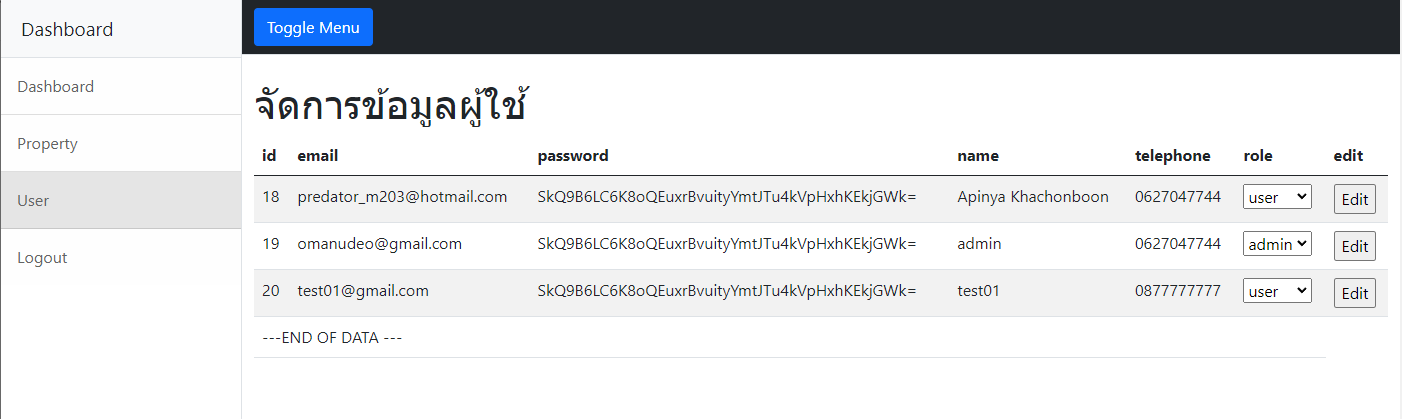 Dashboard
Toggle Menu
Dashboard
Property
User
Logout
จัดการข้อมูลผู้ใช้
id email password name telephone role edit
18 predator_m203@hotmail.com SkQ9B6LC6K8oQEuxrBvuityYmtJTu4kVpHxhKEkjGWk= Apinya Khachonboon 0627047744 user Edit
19 omanudeo@gmail.com SkQ9B6LC6K8oQEuxrBvuityYmtJTu4kVpHxhKEkjGWk= admin 0627047744 admin Edit
20 test01@gmail.com SkQ9B6LC6K8oQEuxrBvuityYmtJTu4kVpHxhKEkjGWk= test01 0877777777 user Edit
---END OF DATA ---